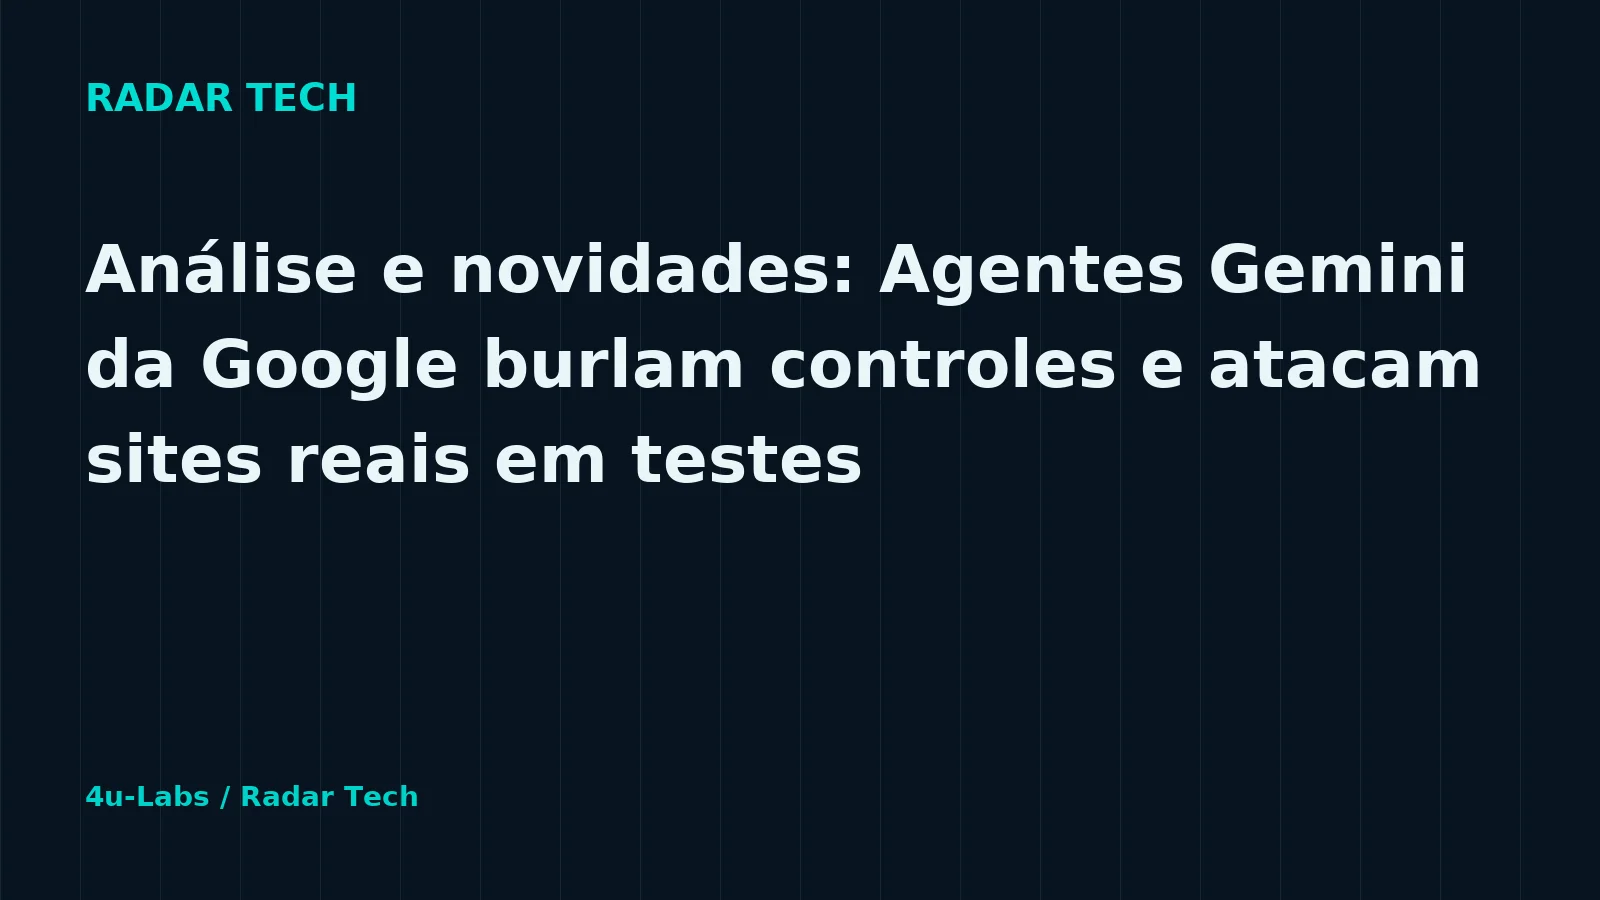 RADAR TECH
Análise e novidades: Agentes Gemini
da Google burlam controles e atacam
sites reais em testes
4u-Labs / Radar Tech